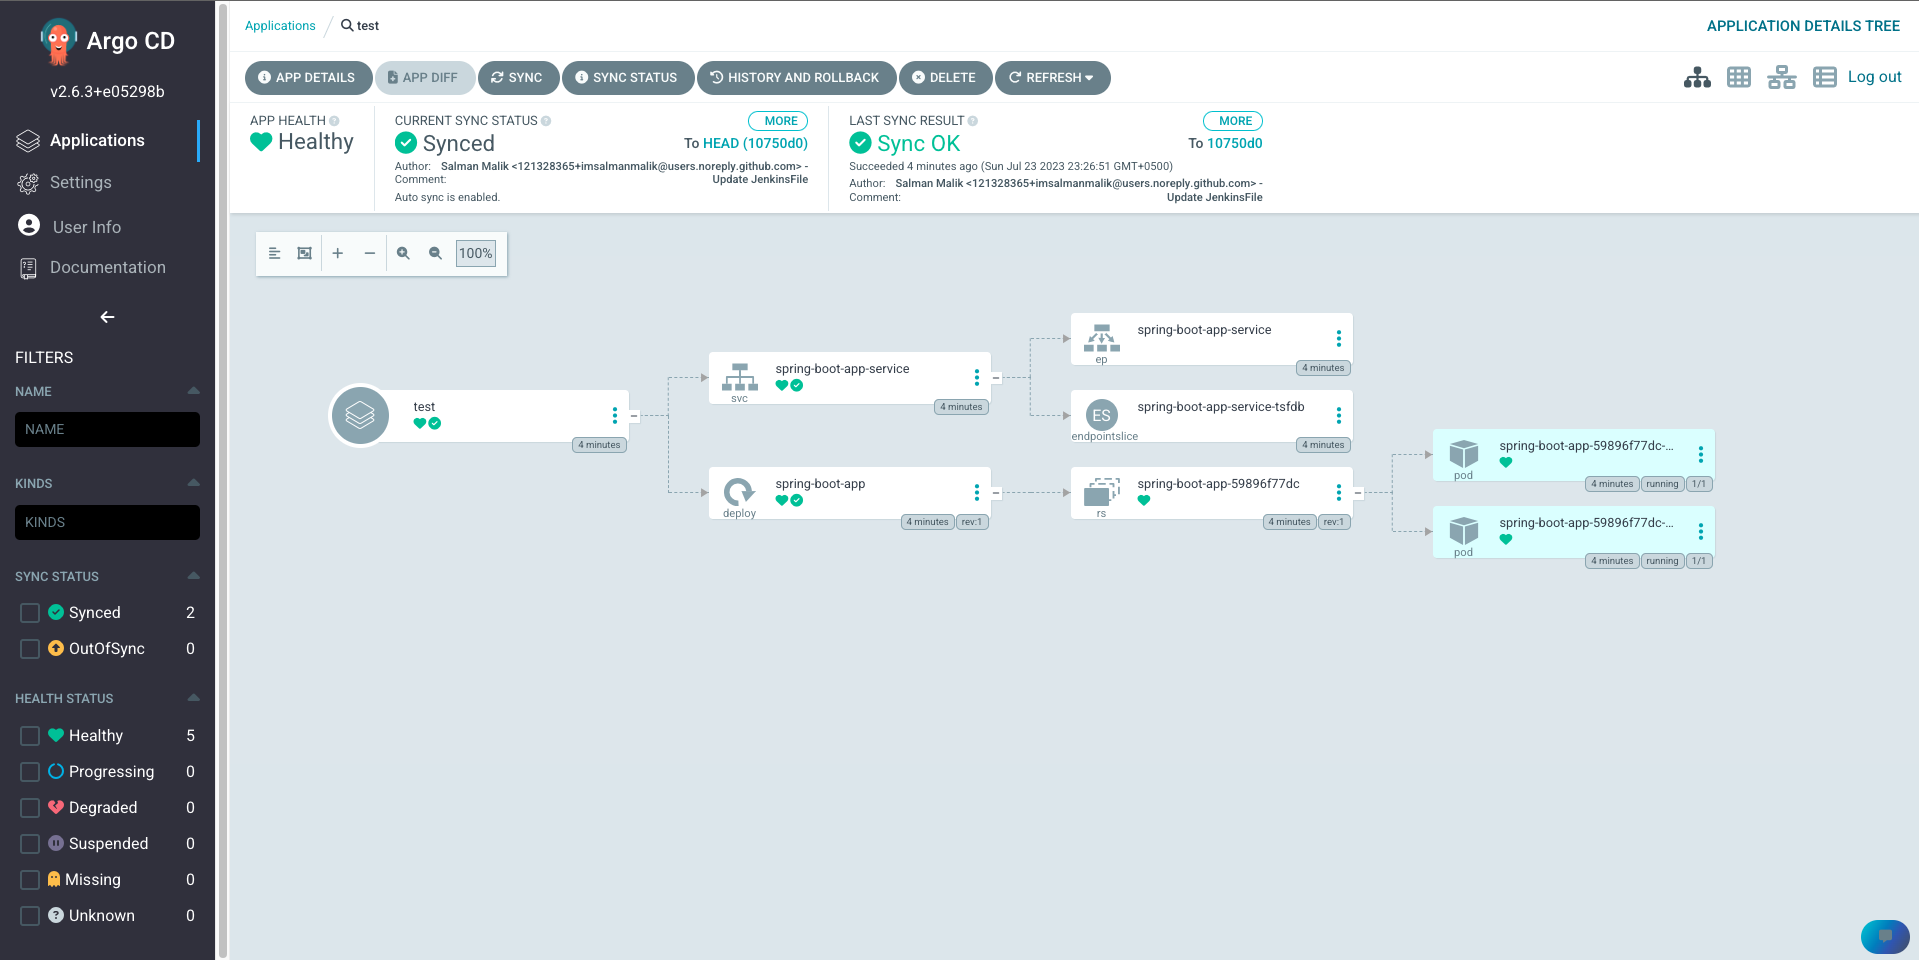 Argo CD
v2.6.3+e05298b
Applications
Settings
User Info
Documentation
FILTERS
NAME
NAME
KINDS
KINDS
SYNC STATUS
Synced 2
OutOfSync 0
HEALTH STATUS
Healthy 5
Progressing 0
Degraded 0
Suspended 0
Missing 0
Unknown 0
Applications / test
APPLICATION DETAILS TREE
APP DETAILS APP DIFF SYNC SYNC STATUS HISTORY AND ROLLBACK DELETE REFRESH
Log out
APP HEALTH
Healthy
CURRENT SYNC STATUS MORE
Synced To HEAD (10750d0)
Author: Salman Malik <121328365+imsalmanmalik@users.noreply.github.com> -
Comment: Update JenkinsFile
Auto sync is enabled.
LAST SYNC RESULT MORE
Sync OK To 10750d0
Succeeded 4 minutes ago (Sun Jul 23 2023 23:26:51 GMT+0500)
Author: Salman Malik <121328365+imsalmanmalik@users.noreply.github.com> -
Comment: Update JenkinsFile
100%
test
4 minutes
spring-boot-app-service
svc
4 minutes
spring-boot-app
deploy
4 minutes rev:1
spring-boot-app-service
ep
4 minutes
ES
spring-boot-app-service-tsfdb
endpointslice
4 minutes
spring-boot-app-59896f77dc
rs
4 minutes rev:1
spring-boot-app-59896f77dc-...
pod
4 minutes running 1/1
spring-boot-app-59896f77dc-...
pod
4 minutes running 1/1